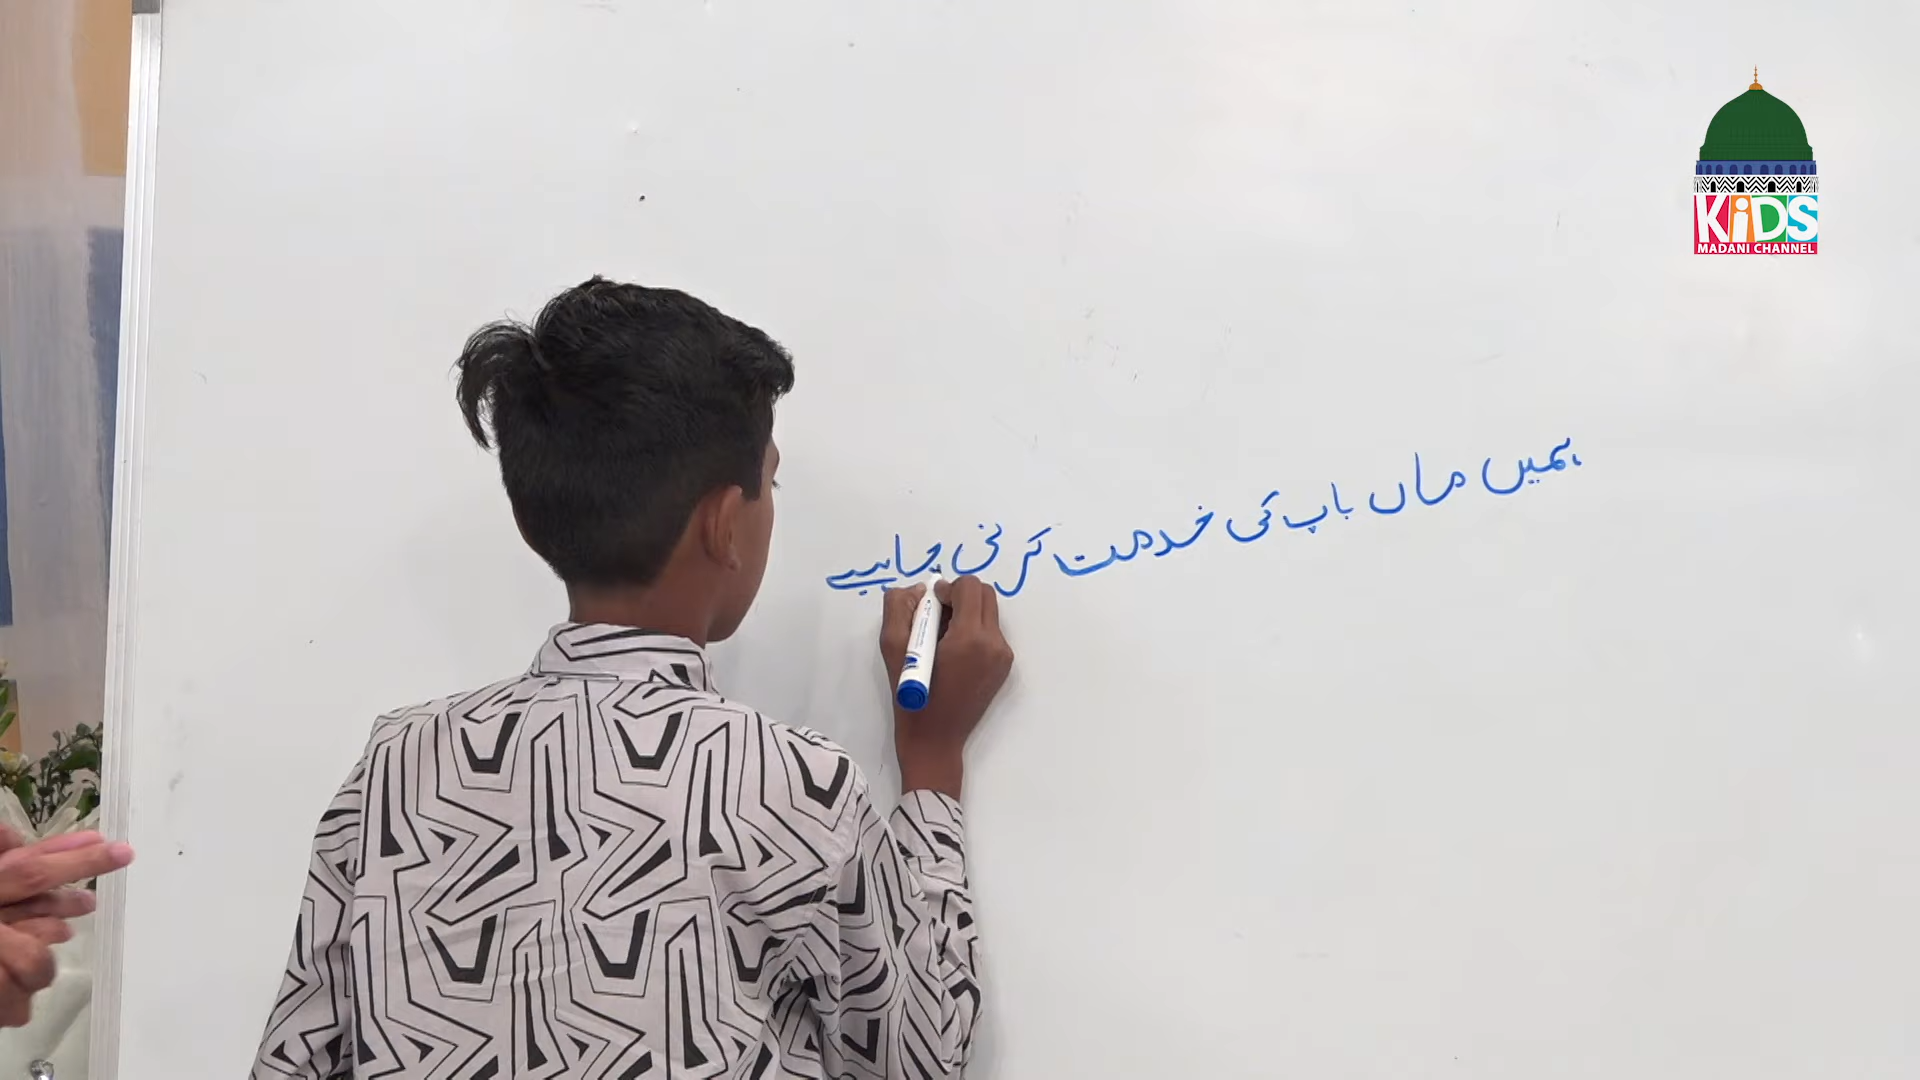 KiDS
MADANI CHANNEL
ہمیں ماں باپ کی خدمت کرنی چاہیے